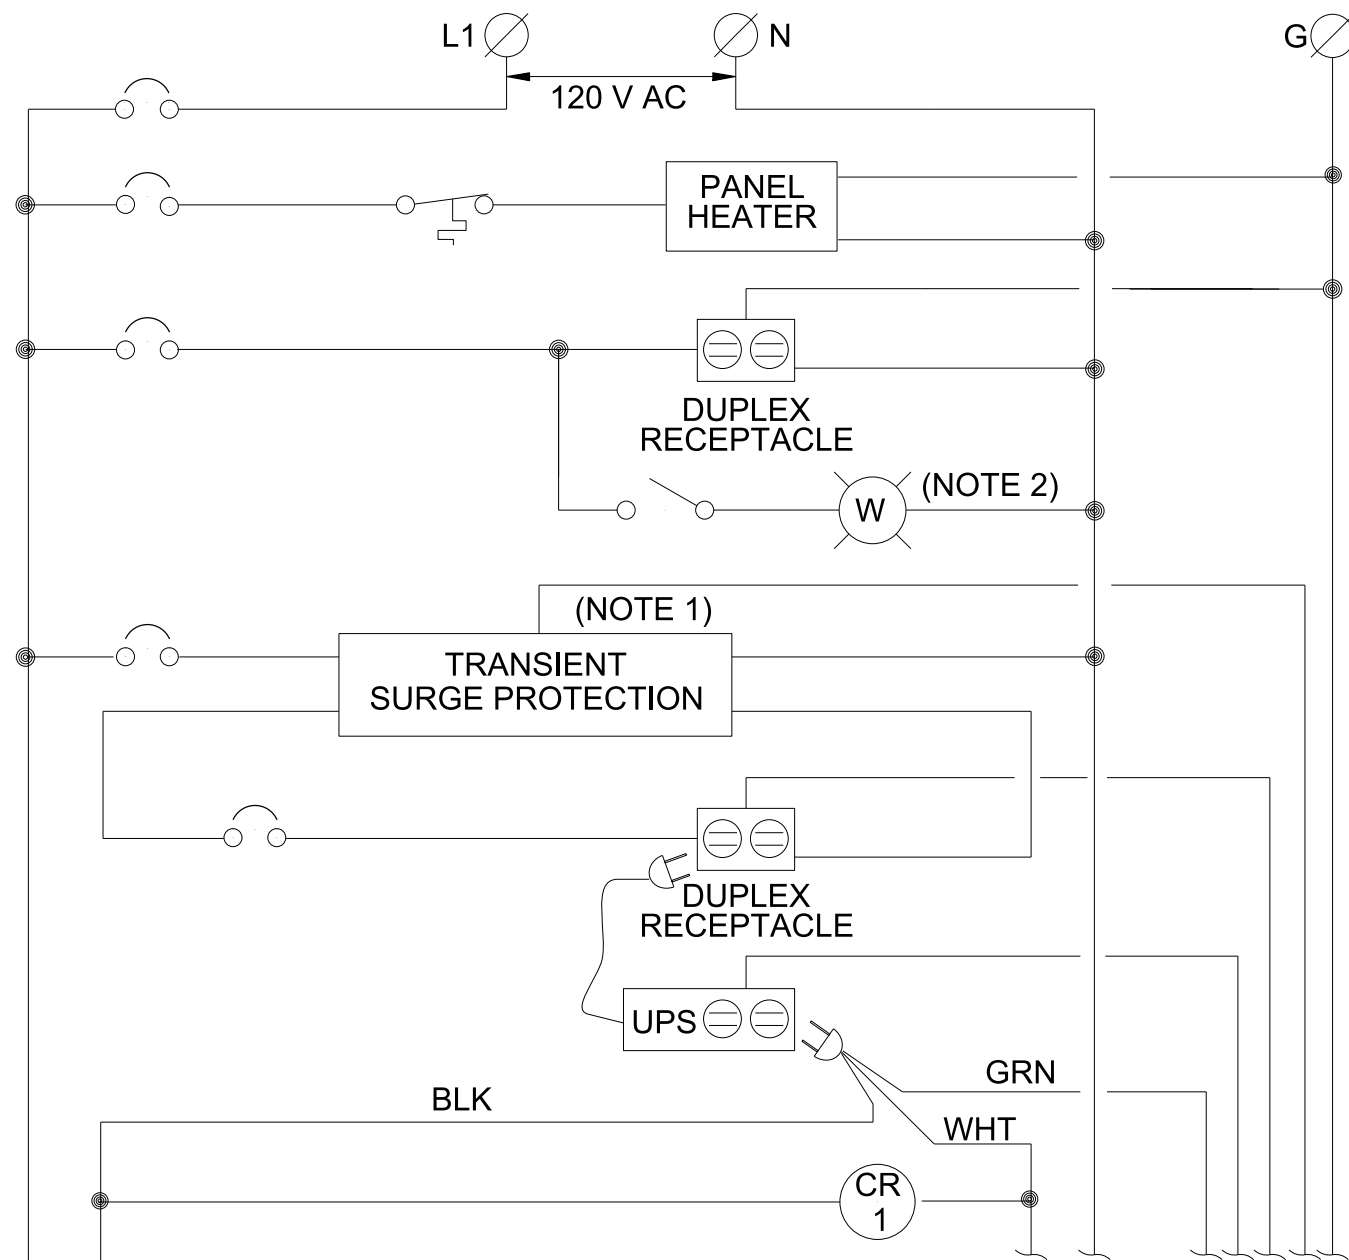 L1
N
G
120 V AC
PANEL
HEATER
DUPLEX
RECEPTACLE
(NOTE 2)
W
(NOTE 1)
TRANSIENT
SURGE PROTECTION
DUPLEX
RECEPTACLE
UPS
GRN
BLK
WHT
CR
1